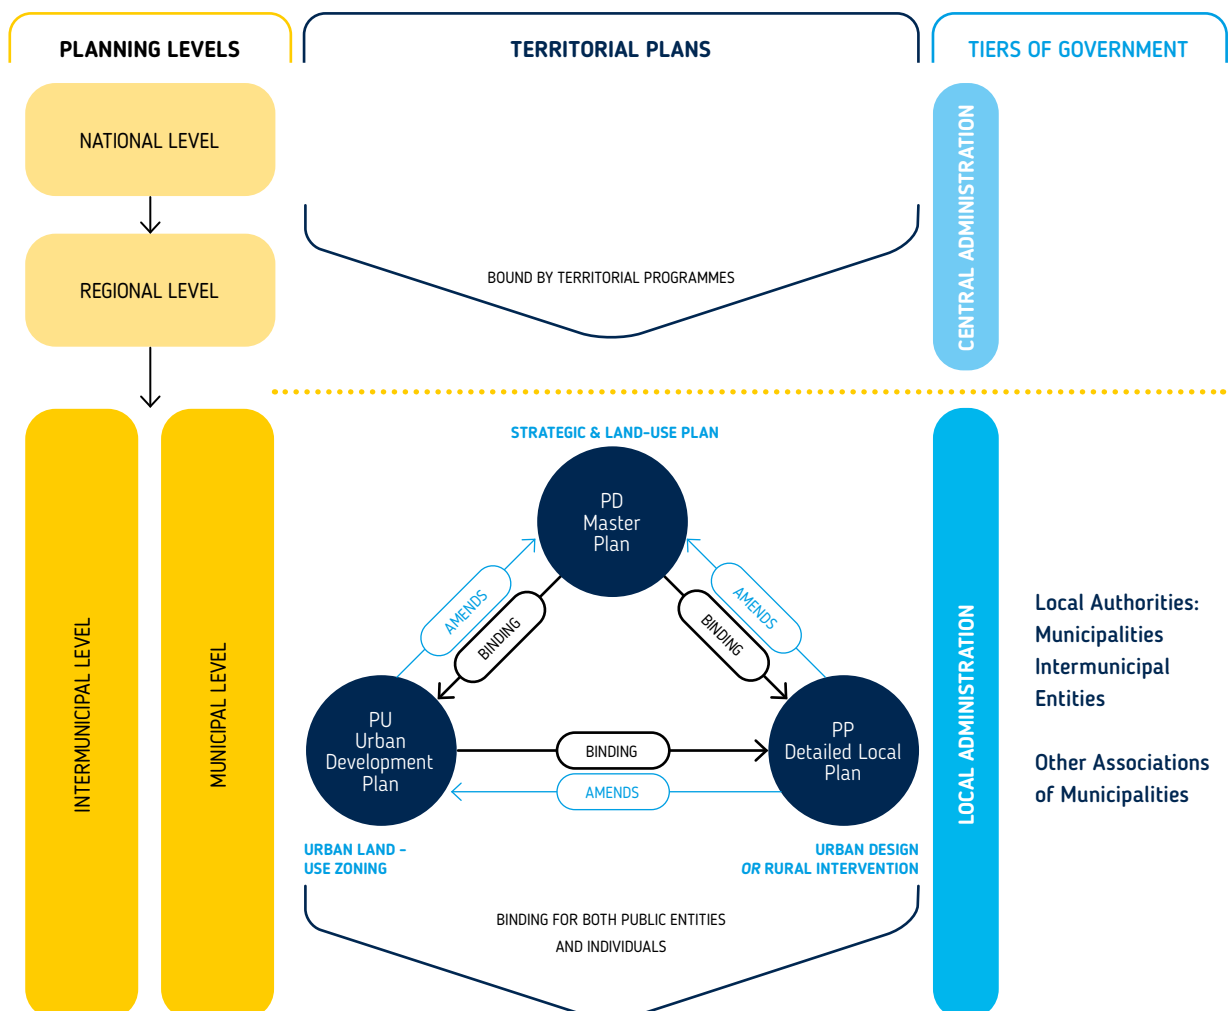 PLANNING LEVELS
TERRITORIAL PLANS
TIERS OF GOVERNMENT
NATIONAL LEVEL
REGIONAL LEVEL
BOUND BY TERRITORIAL PROGRAMMES
CENTRAL ADMINISTRATION
INTERMUNICIPAL LEVEL
MUNICIPAL LEVEL
STRATEGIC & LAND-USE PLAN
PD
Master
Plan
AMENDS
BINDING
BINDING
AMENDS
PU
Urban
Development
Plan
BINDING
AMENDS
PP
Detailed Local
Plan
URBAN LAND -
USE ZONING
URBAN DESIGN
OR RURAL INTERVENTION
BINDING FOR BOTH PUBLIC ENTITIES
AND INDIVIDUALS
LOCAL ADMINISTRATION
Local Authorities:
Municipalities
Intermunicipal
Entities
Other Associations
of Municipalities